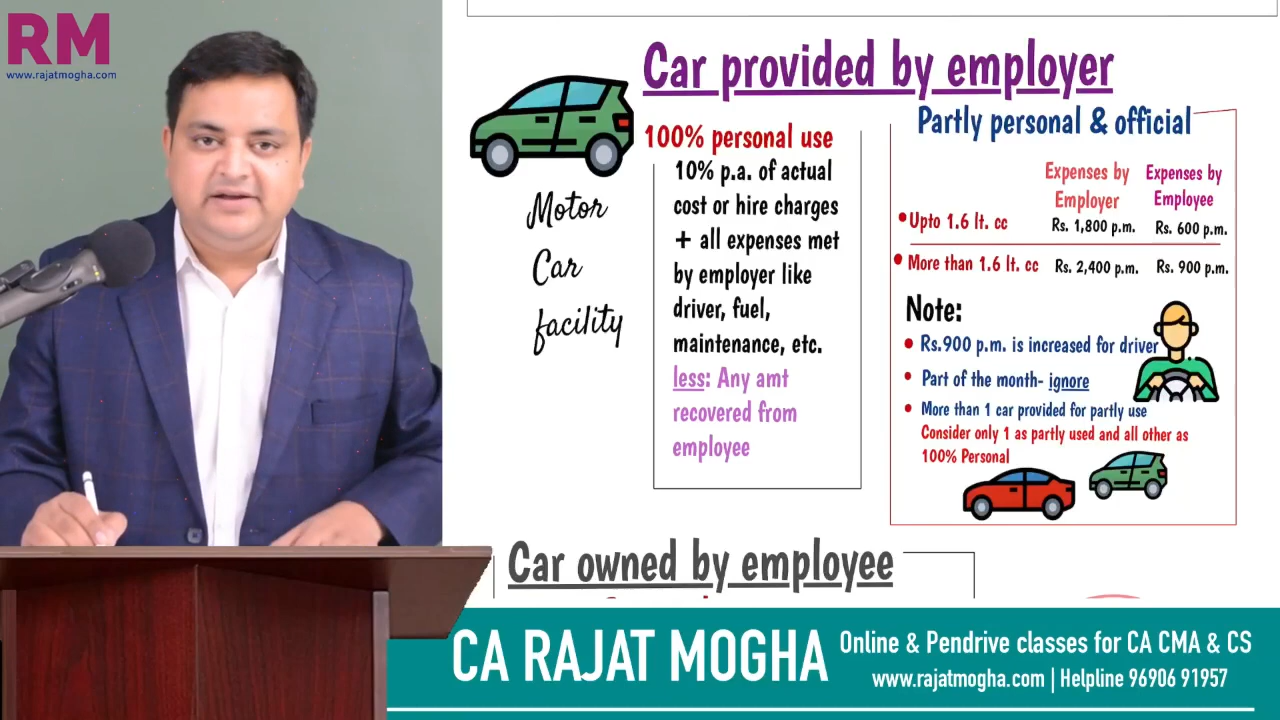 RM
www.rajatmogha.com
Car provided by employer
Motor
Car
facility
100% personal use
10% p.a. of actual
cost or hire charges
+ all expenses met
by employer like
driver, fuel,
maintenance, etc.
less: Any amt
recovered from
employee
Partly personal & official
Expenses by
Employer
Expenses by
Employee
•Upto 1.6 lt. cc Rs. 1,800 p.m. Rs. 600 p.m.
• More than 1.6 lt. cc Rs. 2,400 p.m. Rs. 900 p.m.
Note:
• Rs.900 p.m. is increased for driver
• Part of the month- ignore
• More than 1 car provided for partly use
Consider only 1 as partly used and all other as
100% Personal
Car owned by employee
CA RAJAT MOGHA
Online & Pendrive classes for CA CMA & CS
www.rajatmogha.com | Helpline 96906 91957